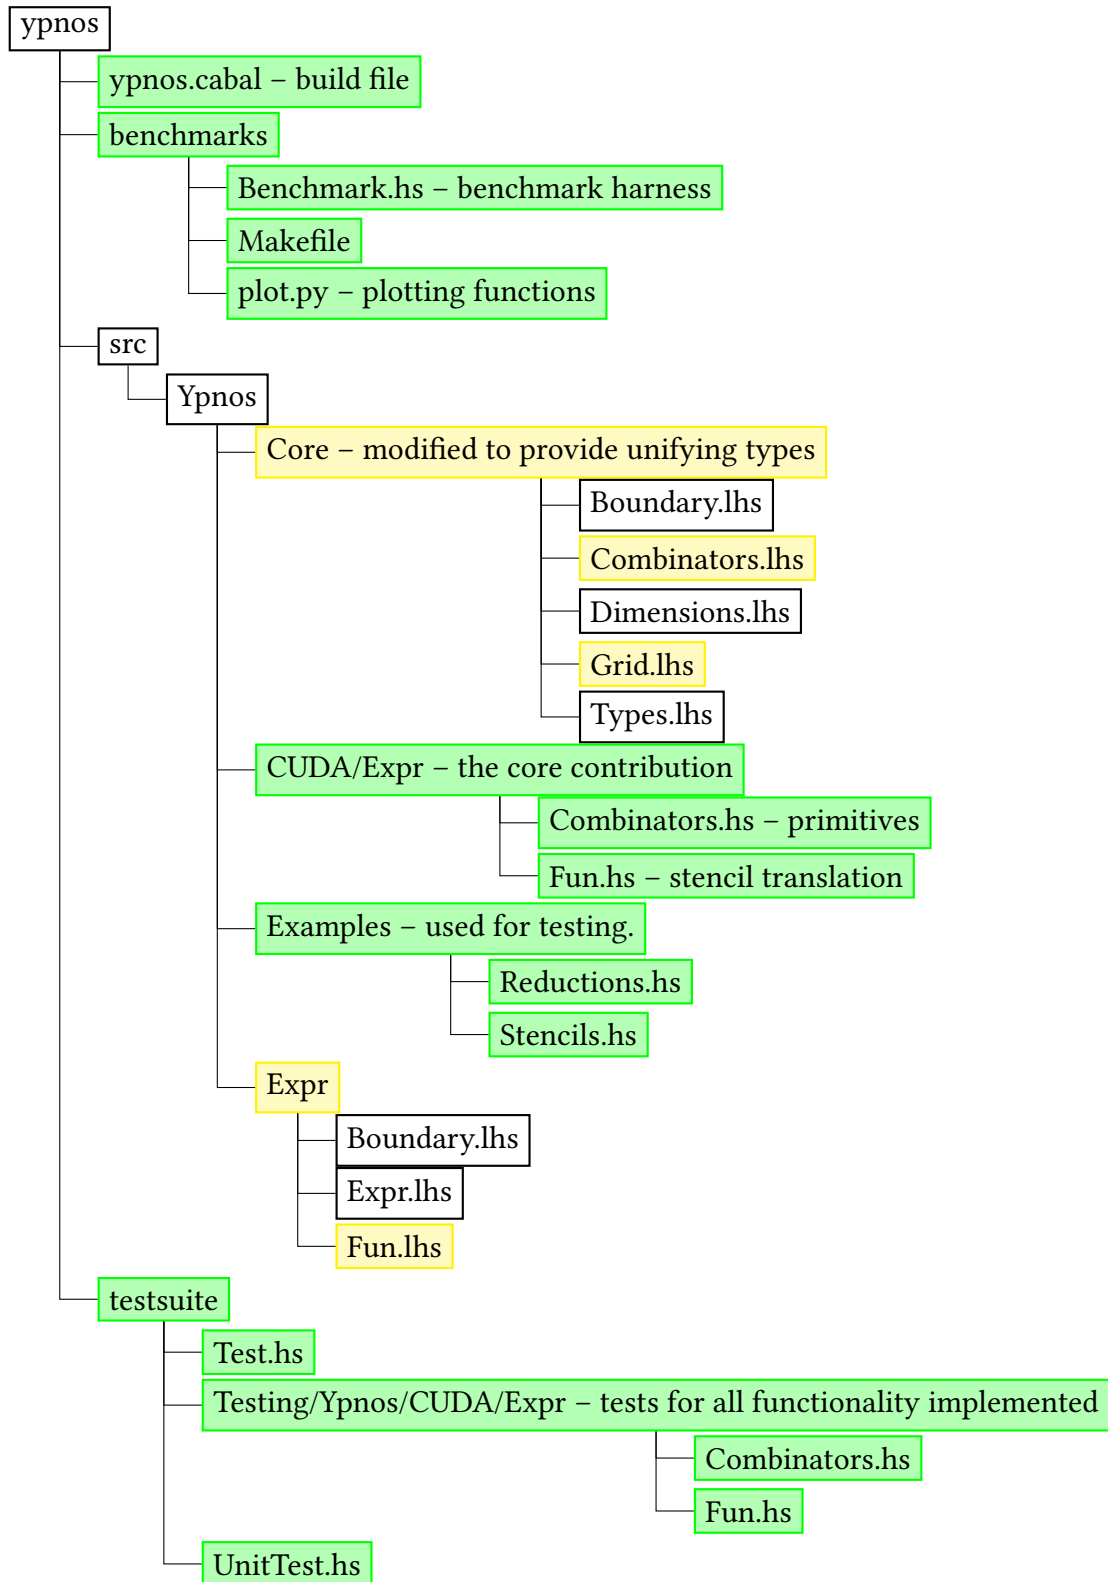 ypnos
ypnos.cabal – build file
benchmarks
Benchmark.hs – benchmark harness
Makefile
plot.py – plotting functions
src
Ypnos
Core – modified to provide unifying types
Boundary.lhs
Combinators.lhs
Dimensions.lhs
Grid.lhs
Types.lhs
CUDA/Expr – the core contribution
Combinators.hs – primitives
Fun.hs – stencil translation
Examples – used for testing.
Reductions.hs
Stencils.hs
Expr
Boundary.lhs
Expr.lhs
Fun.lhs
testsuite
Test.hs
Testing/Ypnos/CUDA/Expr – tests for all functionality implemented
Combinators.hs
Fun.hs
UnitTest.hs